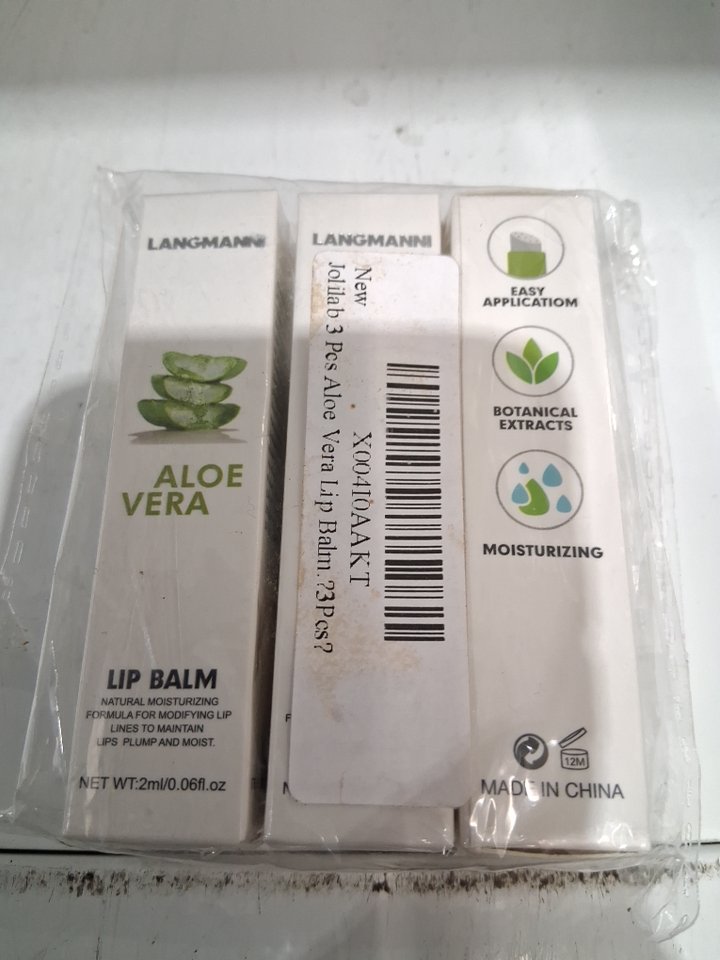 LANGMANNI
ALOE
VERA
LIP BALM
NATURAL MOISTURIZING
FORMULA FOR MODIFYING LIP
LINES TO MAINTAIN
LIPS PLUMP AND MOIST.
NET WT:2ml/0.06fl.oz
LANGMANNI
X004I0AAKT
Jolilab 3 Pcs Aloe Vera Lip Balm .?3Pcs?
New
EASY
APPLICATIOM
BOTANICAL
EXTRACTS
MOISTURIZING
12M
MADE IN CHINA